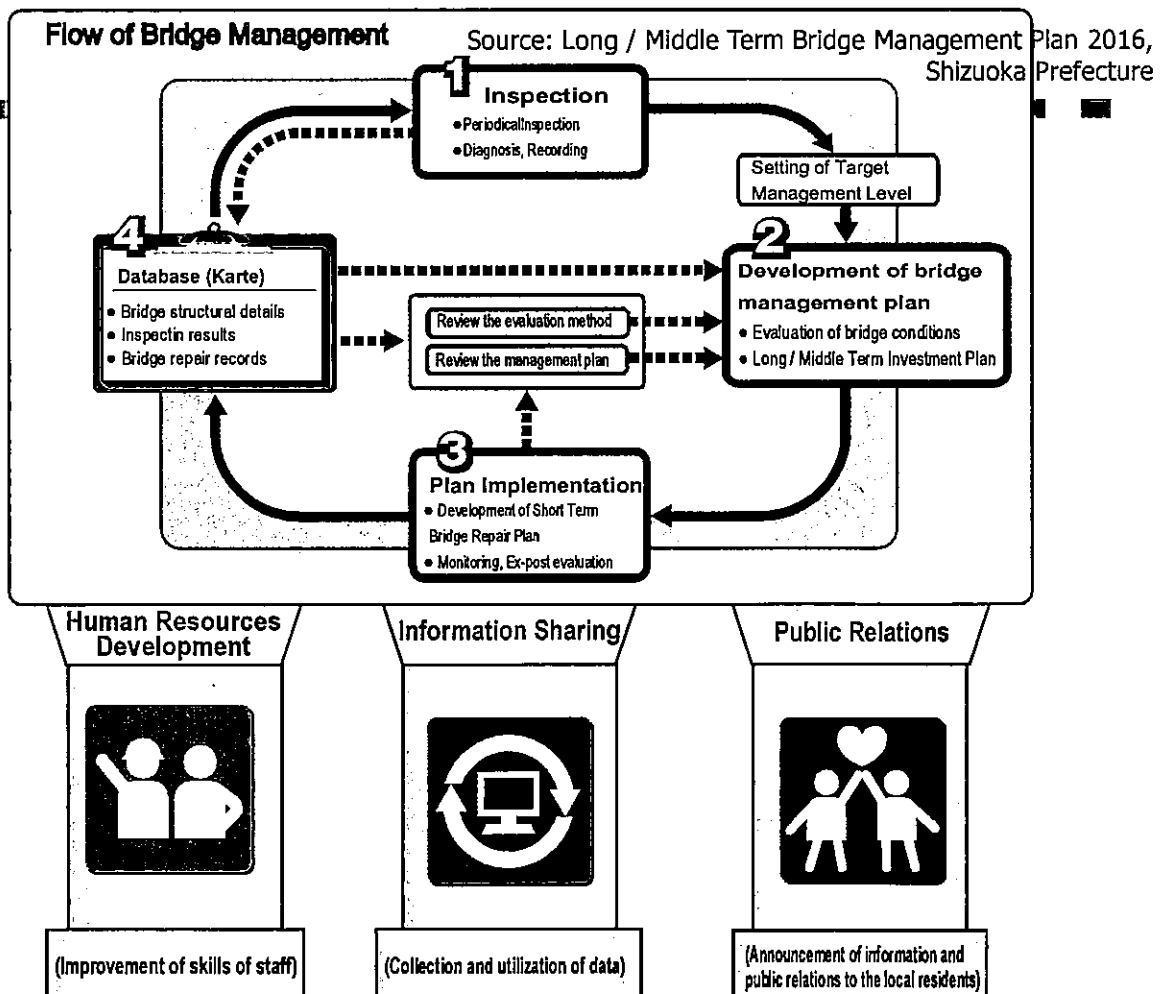 Flow of Bridge Management
Source: Long / Middle Term Bridge Management Plan 2016,
Shizuoka Prefecture
1
Inspection
●PeriodicalInspection
●Diagnosis, Recording
Setting of Target
Management Level
2
Development of bridge
management plan
● Evaluation of bridge conditions
● Long / Middle Term Investment Plan
4
Database (Karte)
● Bridge structural details
● Inspectin results
● Bridge repair records
Review the evaluation method
Review the management plan
3
Plan Implementation
● Development of Short Term
Bridge Repair Plan
● Monitoring, Ex-post evaluation
Human Resources
Development
Information Sharing
Public Relations
(Improvement of skills of staff)
(Collection and utilization of data)
(Announcement of information and
public relations to the local residents)